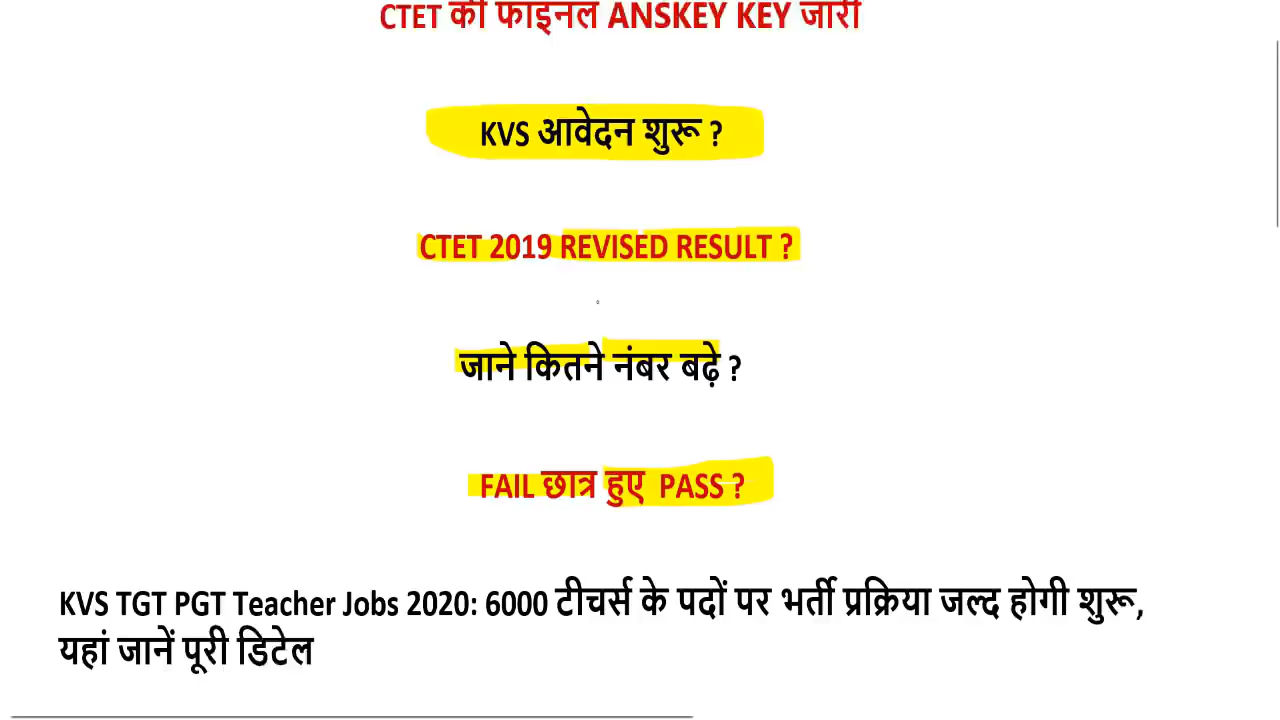 CTET की फाइनल ANSKEY KEY जारी
KVS आवेदन शुरू ?
CTET 2019 REVISED RESULT ?
जाने कितने नंबर बढ़े ?
FAIL छात्र हुए PASS ?
KVS TGT PGT Teacher Jobs 2020: 6000 टीचर्स के पदों पर भर्ती प्रक्रिया जल्द होगी शुरू,
यहां जानें पूरी डिटेल